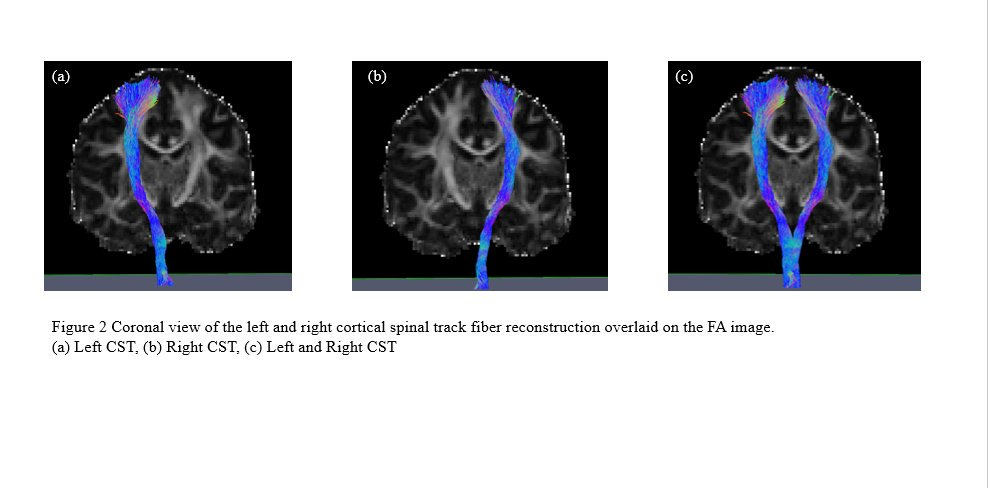 (a)
(b)
(c)
Figure 2 Coronal view of the left and right cortical spinal track fiber reconstruction overlaid on the FA image.
(a) Left CST, (b) Right CST, (c) Left and Right CST